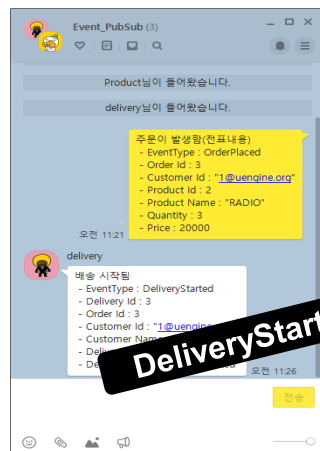 Event_PubSub (3)
Product님이 들어왔습니다.
delivery님이 들어왔습니다.
주문이 발생함(전표내용)
- EventType : OrderPlaced
- Order Id : 3
- Customer Id : "1@uengine.org"
- Product Id : 2
- Product Name : "RADIO"
- Quantity : 3
- Price : 20000
오전 11:21
delivery
배송 시작됨
- EventType : DeliveryStarted
- Delivery Id : 3
- Order Id : 3
- Customer Id : "1@uengine
- Customer Name
DeliveryStart
오전 11:26
전송